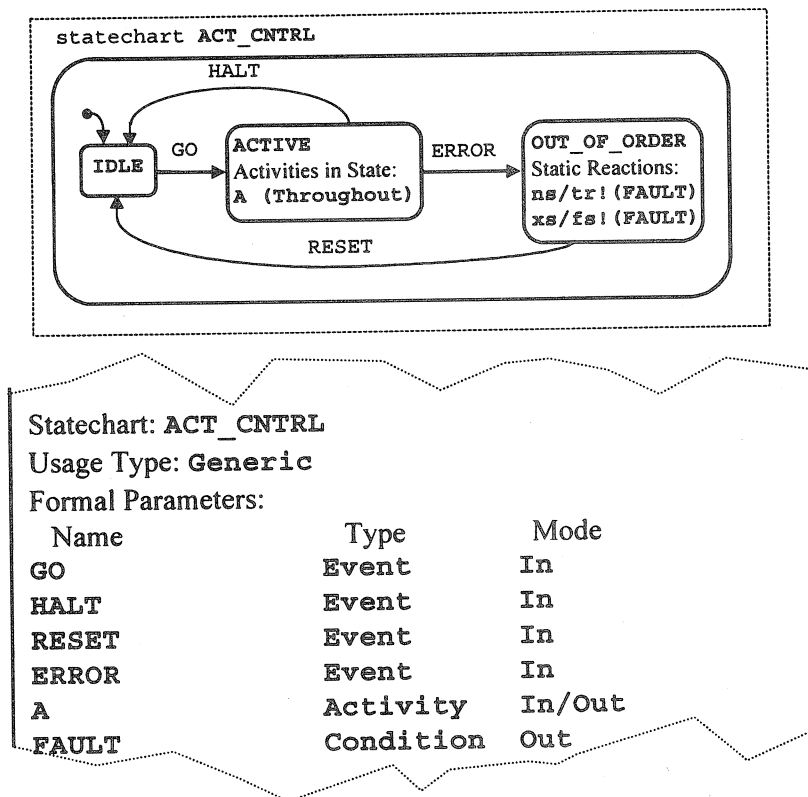 statechart ACT_CNTRL
HALT
IDLE
GO
ACTIVE
Activities in State:
A (Throughout)
ERROR
OUT_OF_ORDER
Static Reactions:
ns/tr!(FAULT)
xs/fs!(FAULT)
RESET
Statechart: ACT_CNTRL
Usage Type: Generic
Formal Parameters:
Name Type Mode
GO Event In
HALT Event In
RESET Event In
ERROR Event In
A Activity In/Out
FAULT Condition Out